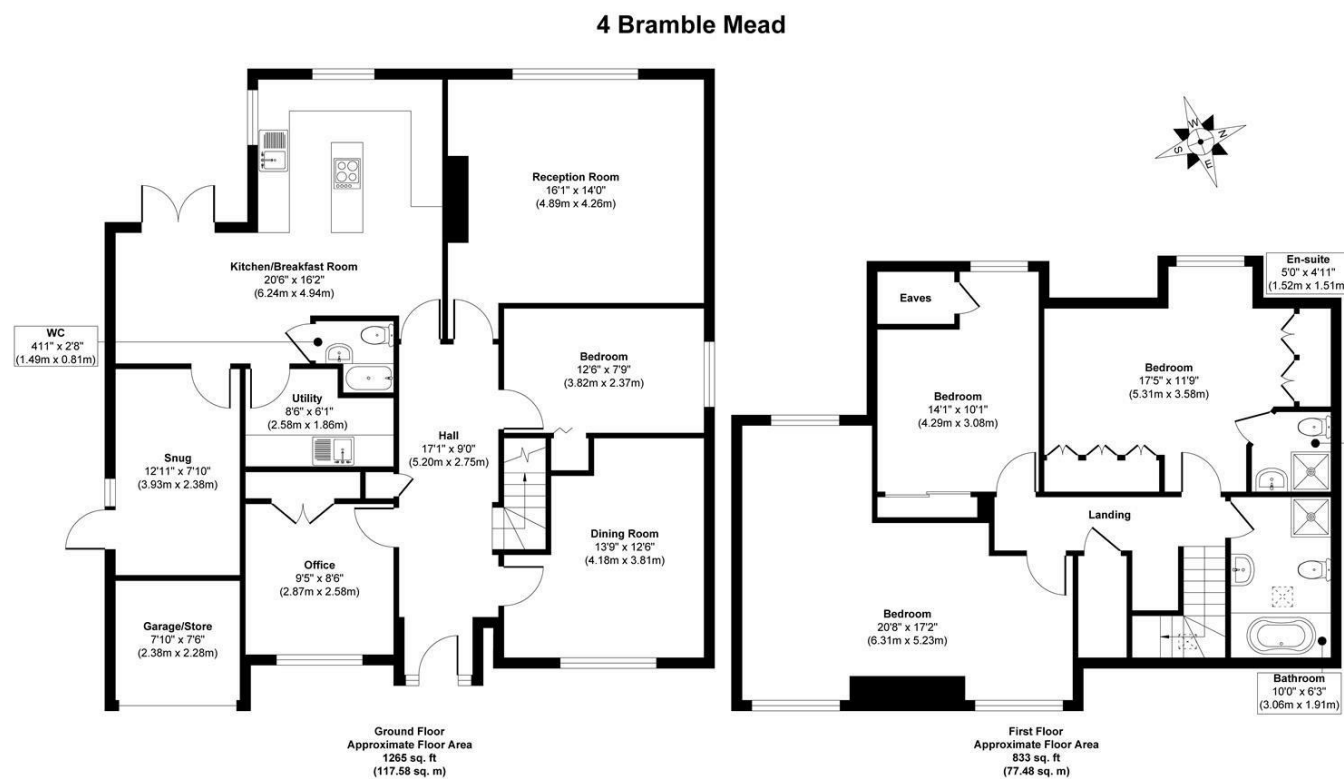 4 Bramble Mead
W
N
S
E
Reception Room
16'1" x 14'0"
(4.89m x 4.26m)
Kitchen/Breakfast Room
20'6" x 16'2"
(6.24m x 4.94m)
WC
411" x 2'8"
(1.49m x 0.81m)
Bedroom
12'6" x 7'9"
(3.82m x 2.37m)
Utility
8'6" x 6'1"
(2.58m x 1.86m)
Hall
17'1" x 9'0"
(5.20m x 2.75m)
Snug
12'11" x 7'10"
(3.93m x 2.38m)
Dining Room
13'9" x 12'6"
(4.18m x 3.81m)
Office
9'5" x 8'6"
(2.87m x 2.58m)
Garage/Store
7'10" x 7'6"
(2.38m x 2.28m)
Ground Floor
Approximate Floor Area
1265 sq. ft
(117.58 sq. m)
En-suite
5'0" x 4'11"
(1.52m x 1.51m)
Eaves
Bedroom
17'5" x 11'9"
(5.31m x 3.58m)
Bedroom
14'1" x 10'1"
(4.29m x 3.08m)
Landing
Bedroom
20'8" x 17'2"
(6.31m x 5.23m)
Bathroom
10'0" x 6'3"
(3.06m x 1.91m)
First Floor
Approximate Floor Area
833 sq. ft
(77.48 sq. m)